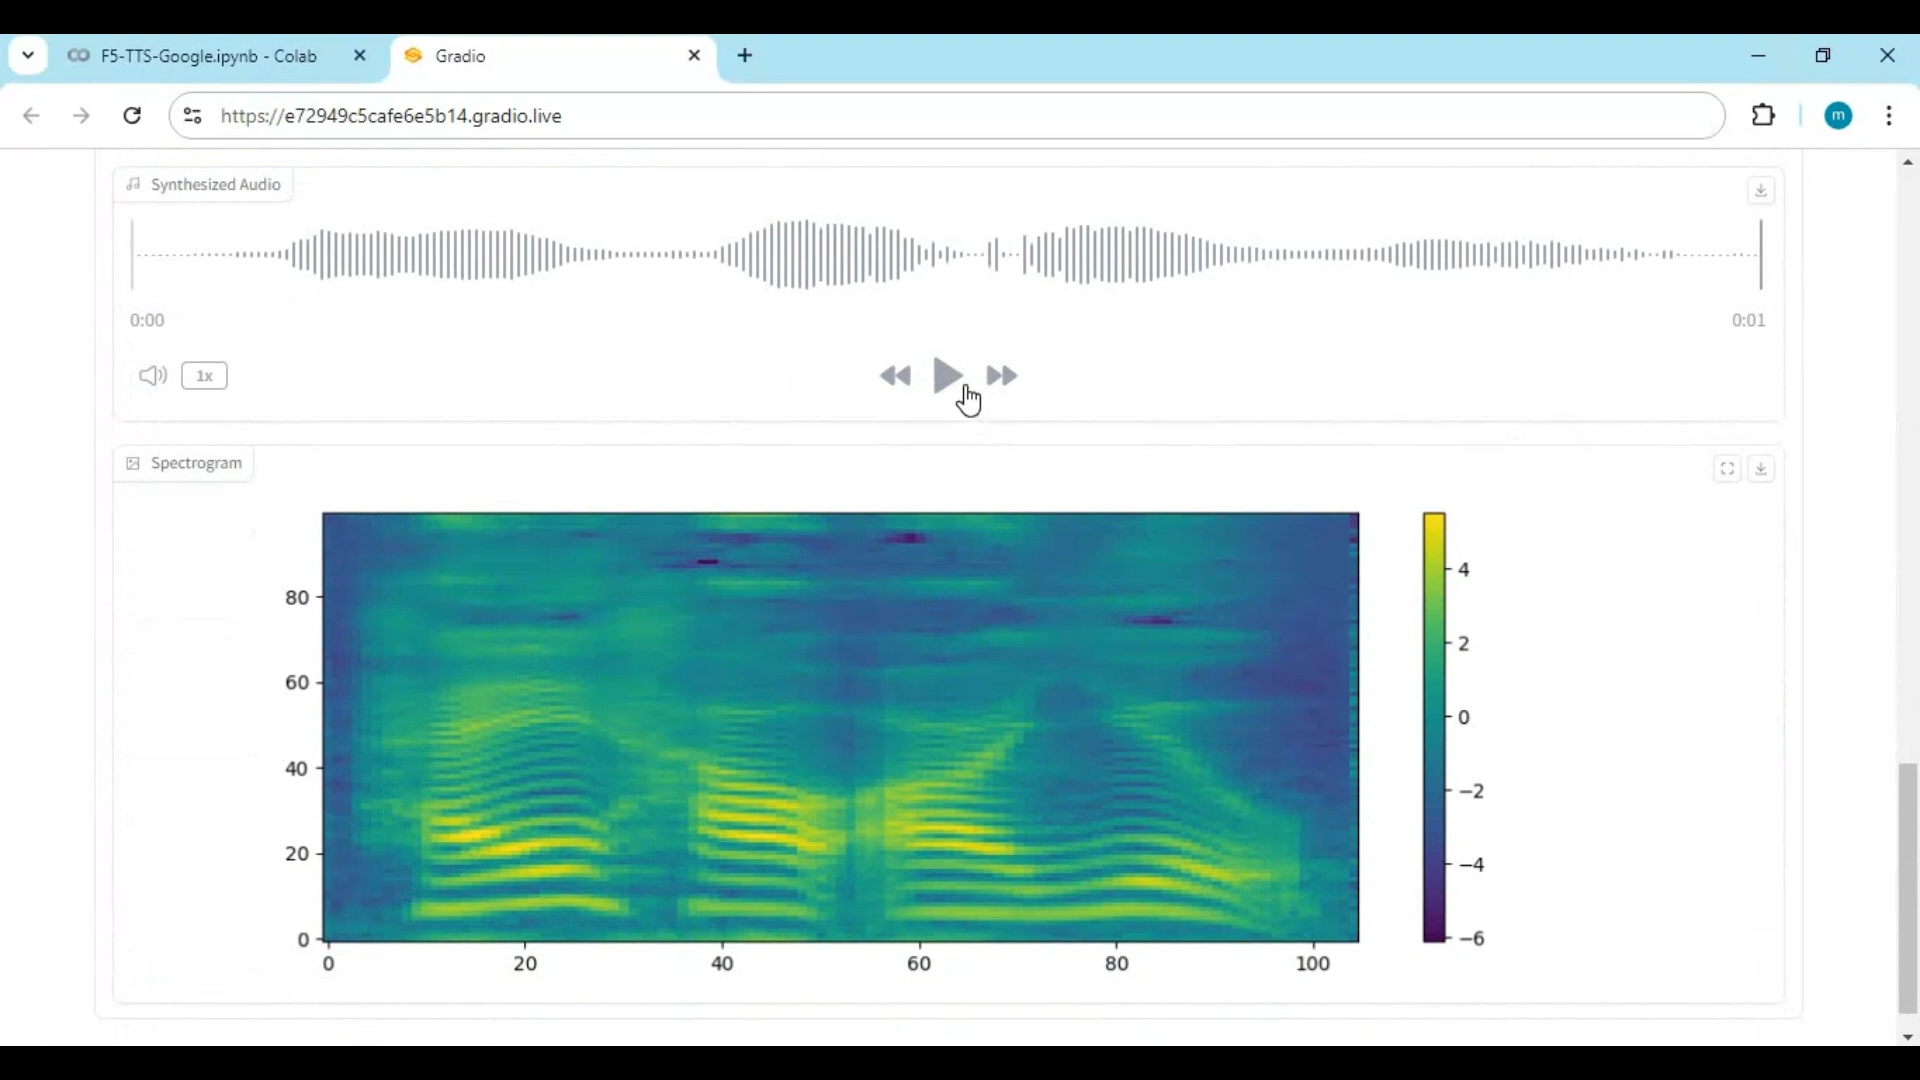 F5-TTS-Google.ipynb - Colab
Gradio
https://e72949c5cafe6e5b14.gradio.live
m
Synthesized Audio
0:00
0:01
1x
Spectrogram
80
60
40
20
0
0 20 40 60 80 100
4
2
0
−2
−4
−6